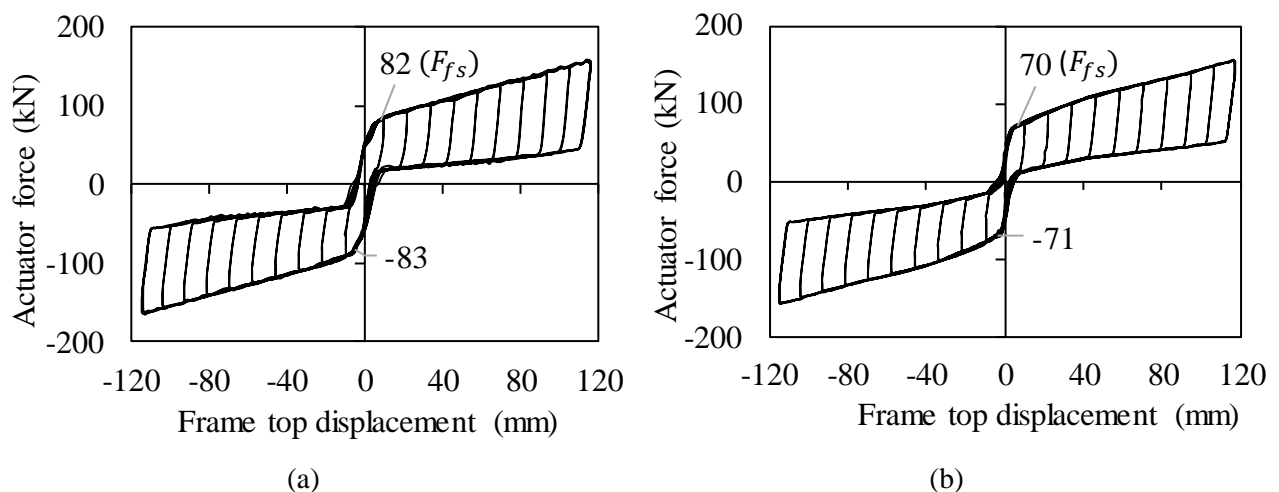 200
82 (F_fs)
100
0
-83
-100
-200
-120 -80 -40 0 40 80 120
Actuator force (kN)
Frame top displacement (mm)
(a)
200
70 (F_fs)
100
0
-71
-100
-200
-120 -80 -40 0 40 80 120
Actuator force (kN)
Frame top displacement (mm)
(b)